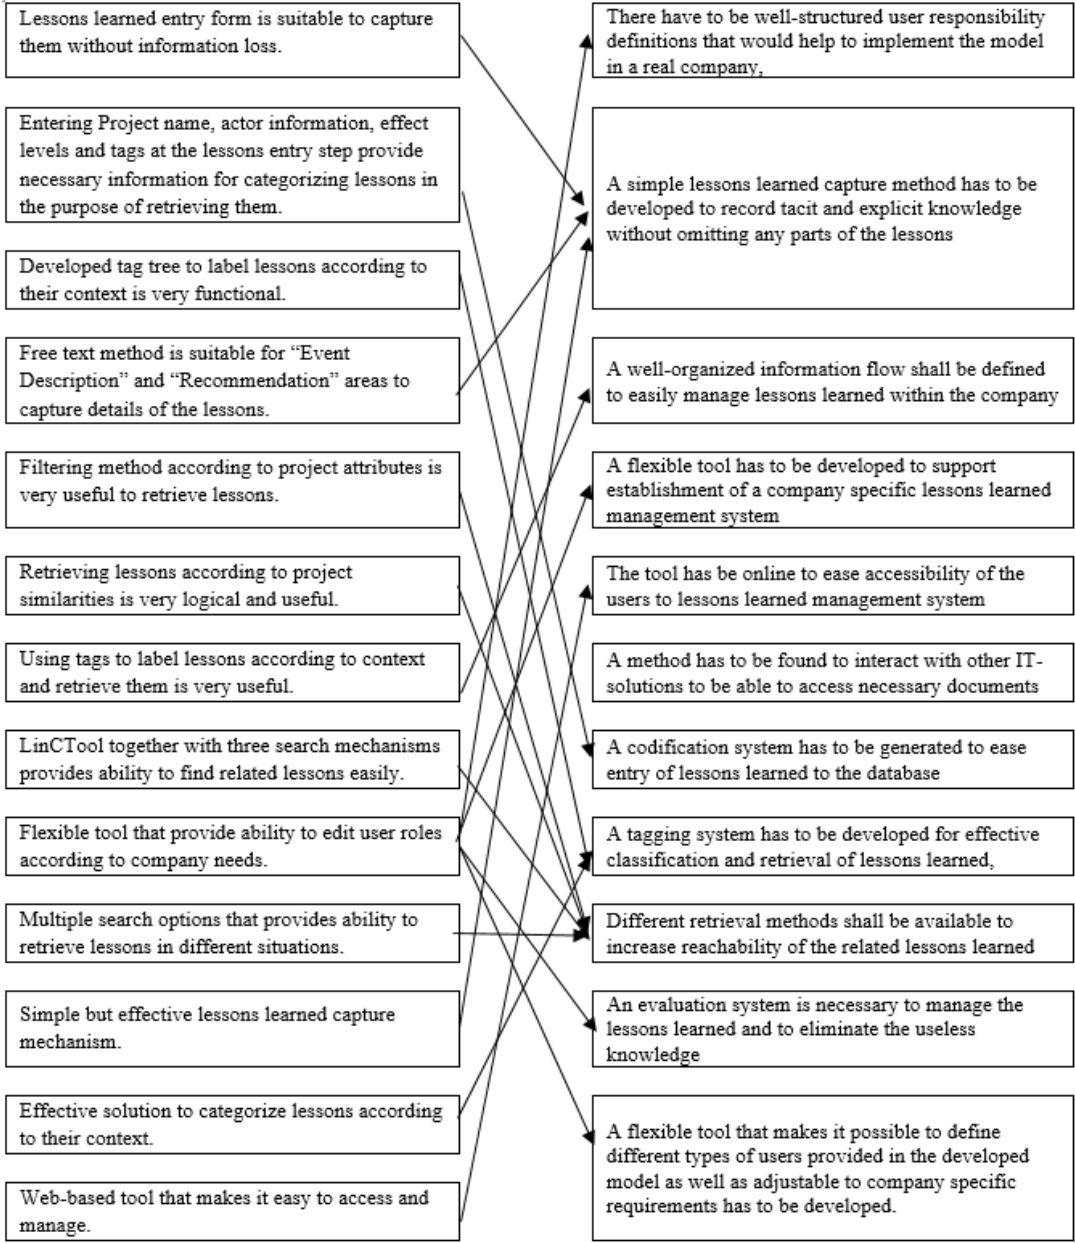 Lessons learned entry form is suitable to capture
them without information loss.
Entering Project name, actor information, effect
levels and tags at the lessons entry step provide
necessary information for categorizing lessons in
the purpose of retrieving them.
Developed tag tree to label lessons according to
their context is very functional.
Free text method is suitable for “Event
Description” and “Recommendation” areas to
capture details of the lessons.
Filtering method according to project attributes is
very useful to retrieve lessons.
Retrieving lessons according to project
similarities is very logical and useful.
Using tags to label lessons according to context
and retrieve them is very useful.
LinCTool together with three search mechanisms
provides ability to find related lessons easily.
Flexible tool that provide ability to edit user roles
according to company needs.
Multiple search options that provides ability to
retrieve lessons in different situations.
Simple but effective lessons learned capture
mechanism.
Effective solution to categorize lessons according
to their context.
Web-based tool that makes it easy to access and
manage.
There have to be well-structured user responsibility
definitions that would help to implement the model
in a real company,
A simple lessons learned capture method has to be
developed to record tacit and explicit knowledge
without omitting any parts of the lessons
A well-organized information flow shall be defined
to easily manage lessons learned within the company
A flexible tool has to be developed to support
establishment of a company specific lessons learned
management system
The tool has be online to ease accessibility of the
users to lessons learned management system
A method has to be found to interact with other IT-
solutions to be able to access necessary documents
A codification system has to be generated to ease
entry of lessons learned to the database
A tagging system has to be developed for effective
classification and retrieval of lessons learned,
Different retrieval methods shall be available to
increase reachability of the related lessons learned
An evaluation system is necessary to manage the
lessons learned and to eliminate the useless
knowledge
A flexible tool that makes it possible to define
different types of users provided in the developed
model as well as adjustable to company specific
requirements has to be developed.